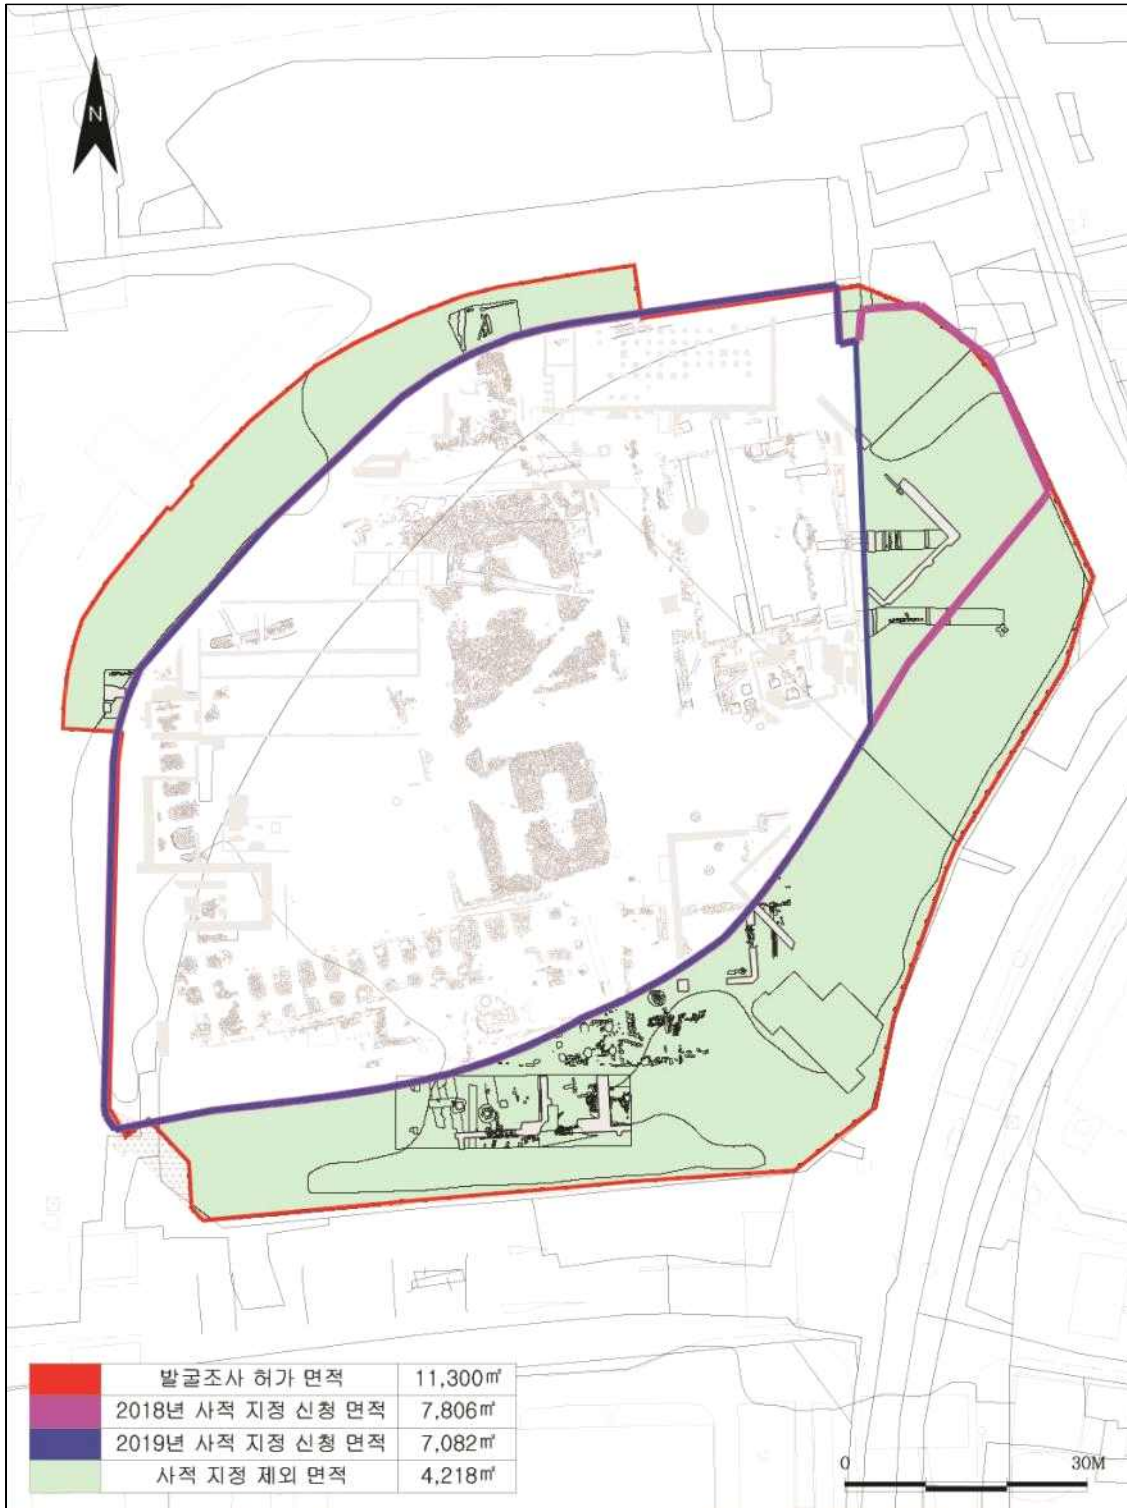 N
발굴조사 허가 면적 11,300㎡
2018년 사적 지정 신청 면적 7,806㎡
2019년 사적 지정 신청 면적 7,082㎡
사적 지정 제외 면적 4,218㎡
0 30M